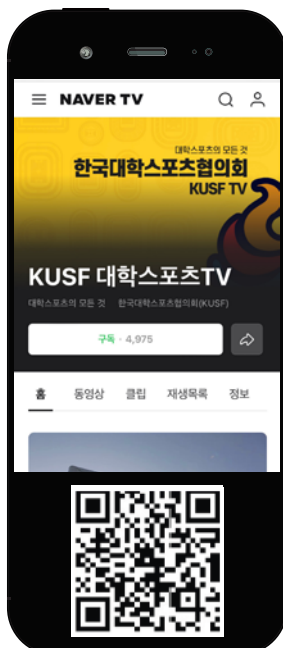 NAVER TV
대학스포츠의 모든 것
한국대학스포츠협의회
KUSF TV
KUSF 대학스포츠TV
대학스포츠의 모든 것 한국대학스포츠협의회(KUSF)
구독 · 4,975
홈 동영상 클립 재생목록 정보